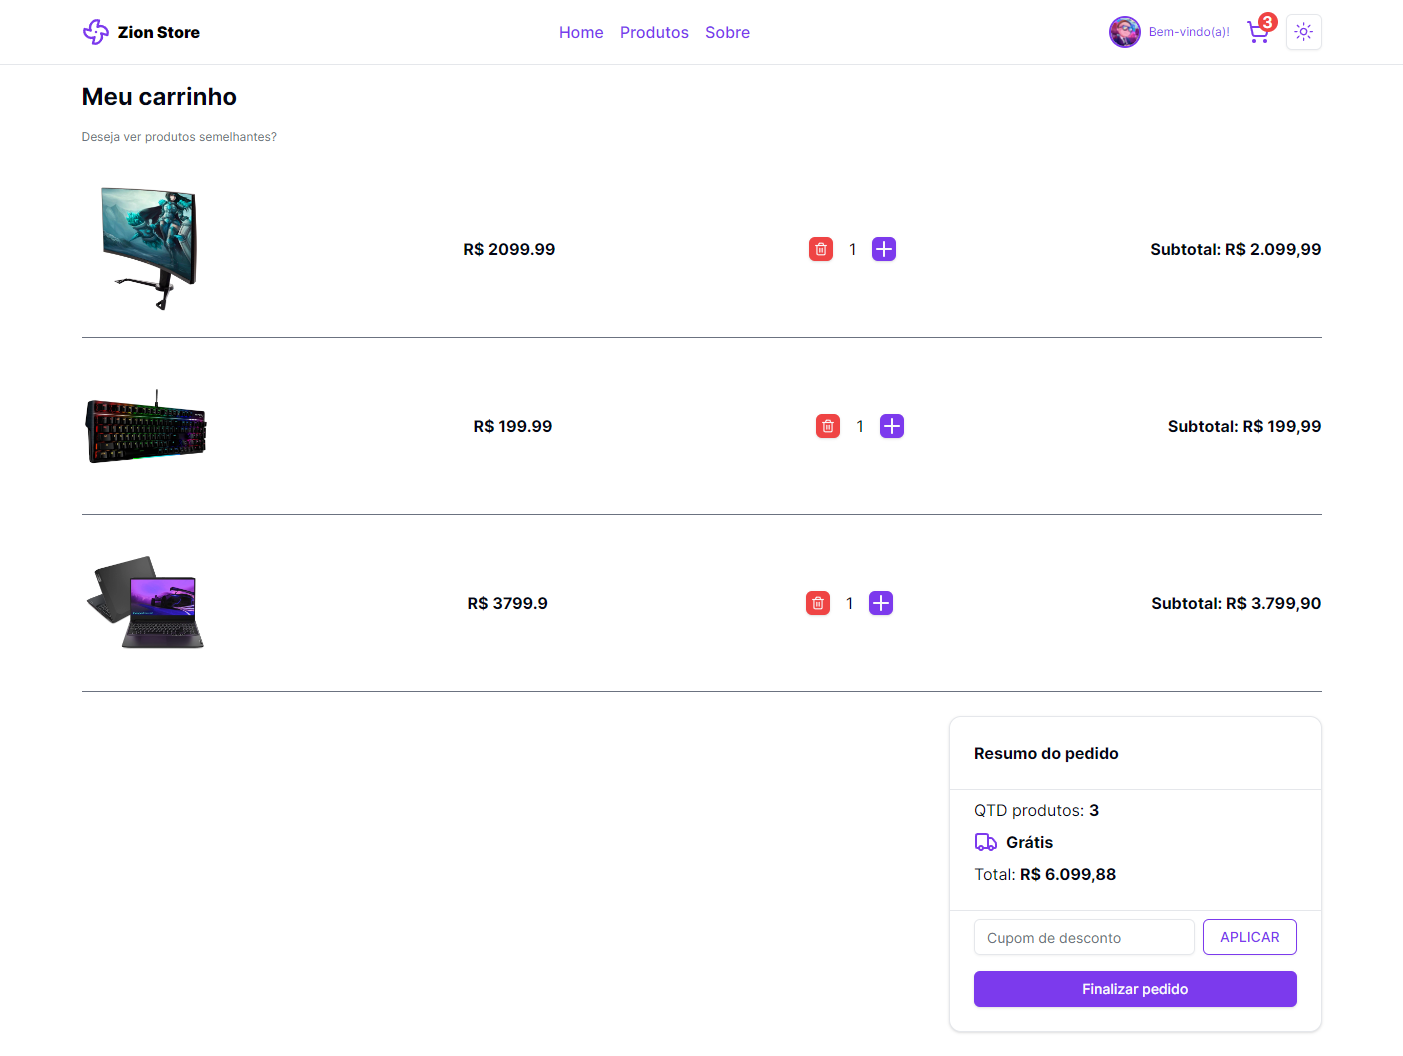 Zion Store
Home Produtos Sobre
Bem-vindo(a)! 3
Meu carrinho
Deseja ver produtos semelhantes?
R$ 2099.99 1 Subtotal: R$ 2.099,99
R$ 199.99 1 Subtotal: R$ 199,99
R$ 3799.9 1 Subtotal: R$ 3.799,90
Resumo do pedido
QTD produtos: 3
Grátis
Total: R$ 6.099,88
Cupom de desconto APLICAR
Finalizar pedido